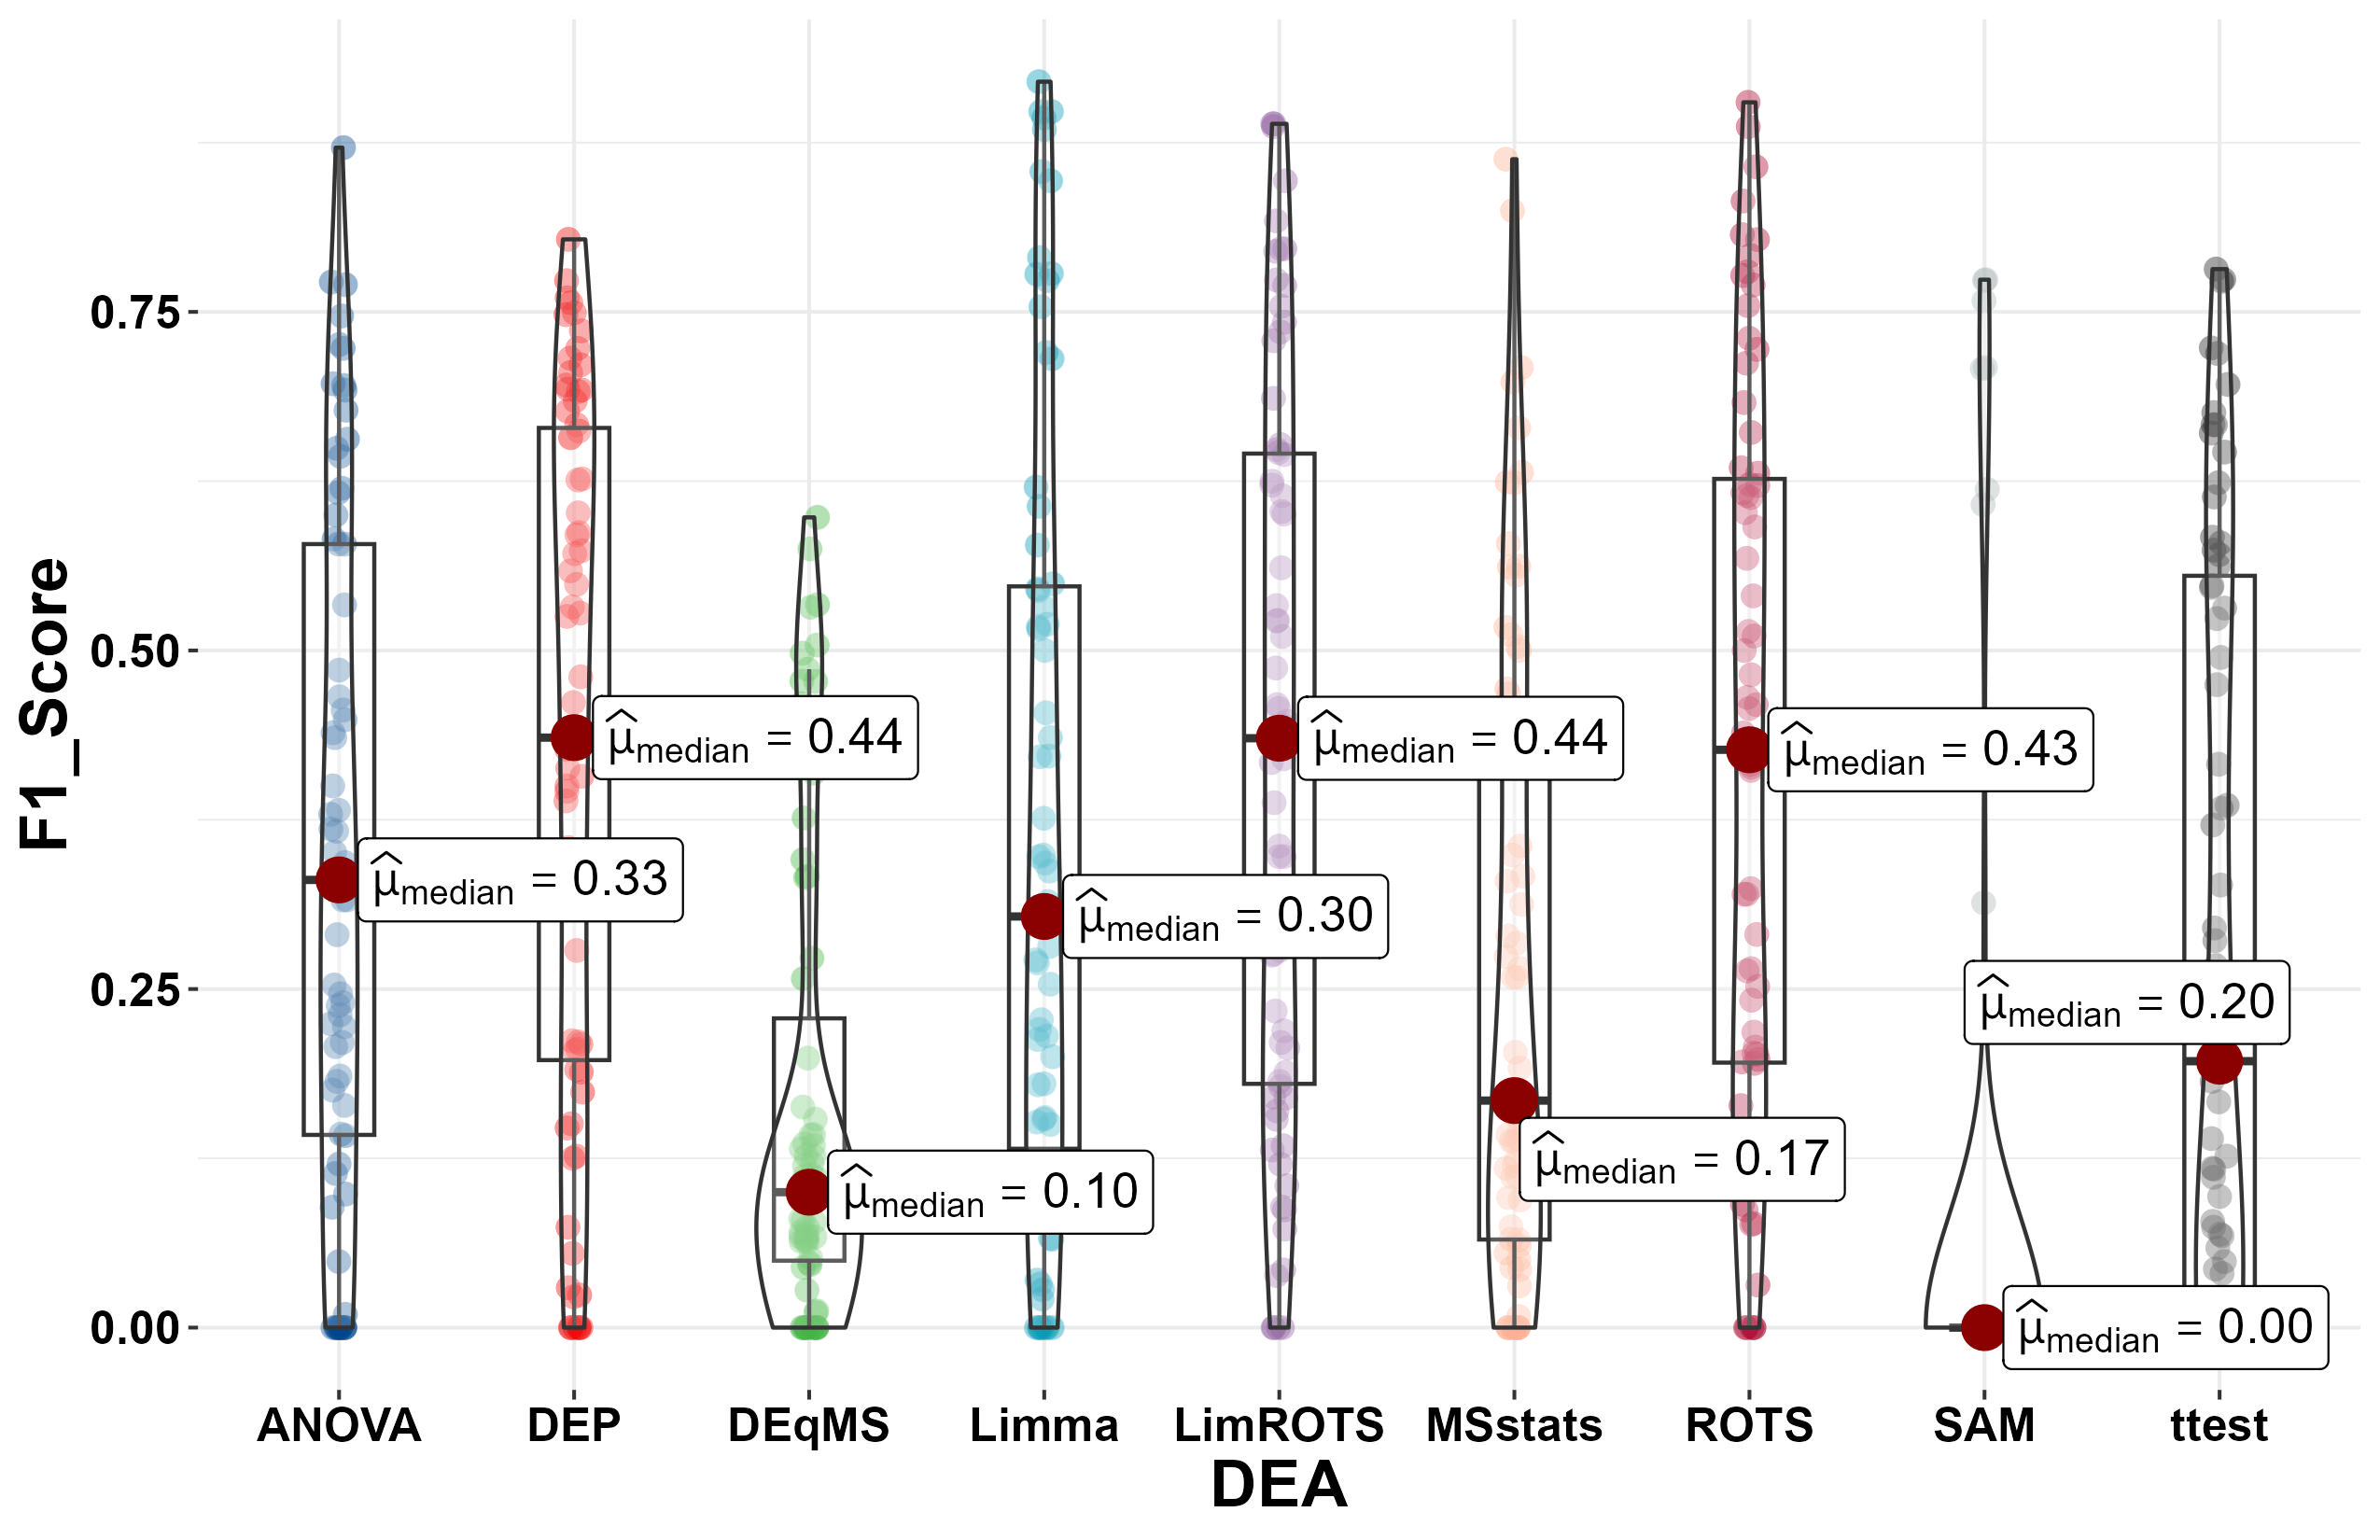 F1_Score
0.75
0.50
0.25
0.00
μ̂median = 0.44
μ̂median = 0.44
μ̂median = 0.43
μ̂median = 0.33
μ̂median = 0.30
μ̂median = 0.20
μ̂median = 0.17
μ̂median = 0.10
μ̂median = 0.00
ANOVA DEP DEqMS Limma LimROTS MSstats ROTS SAM ttest
DEA